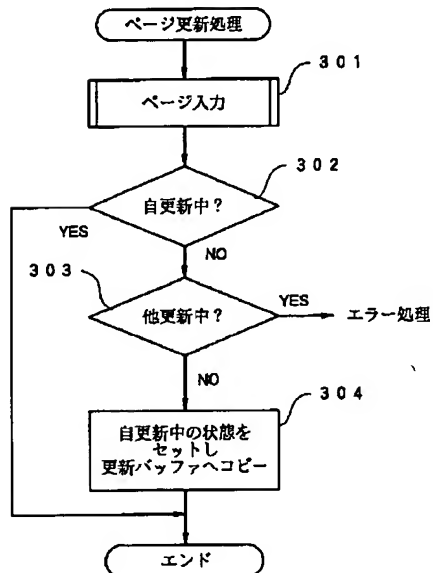 ページ更新処理
301
ページ入力
302
自更新中?
YES
NO
303
他更新中?
YES
エラー処理
NO
304
自更新中の状態を
セットし
更新バッファへコピー
エンド